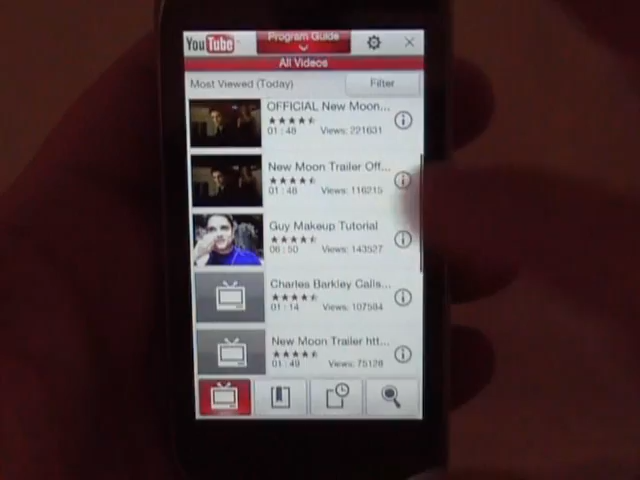 YouTube
Program Guide
All Videos
Most Viewed (Today)
Filter
OFFICIAL New Moon...
01 : 48 Views: 221631
New Moon Trailer Off...
01 : 48 Views: 116215
Guy Makeup Tutorial
06 : 50 Views: 143527
Charles Barkley Calls...
01 : 14 Views: 107584
New Moon Trailer htt...
01 : 49 Views: 75128